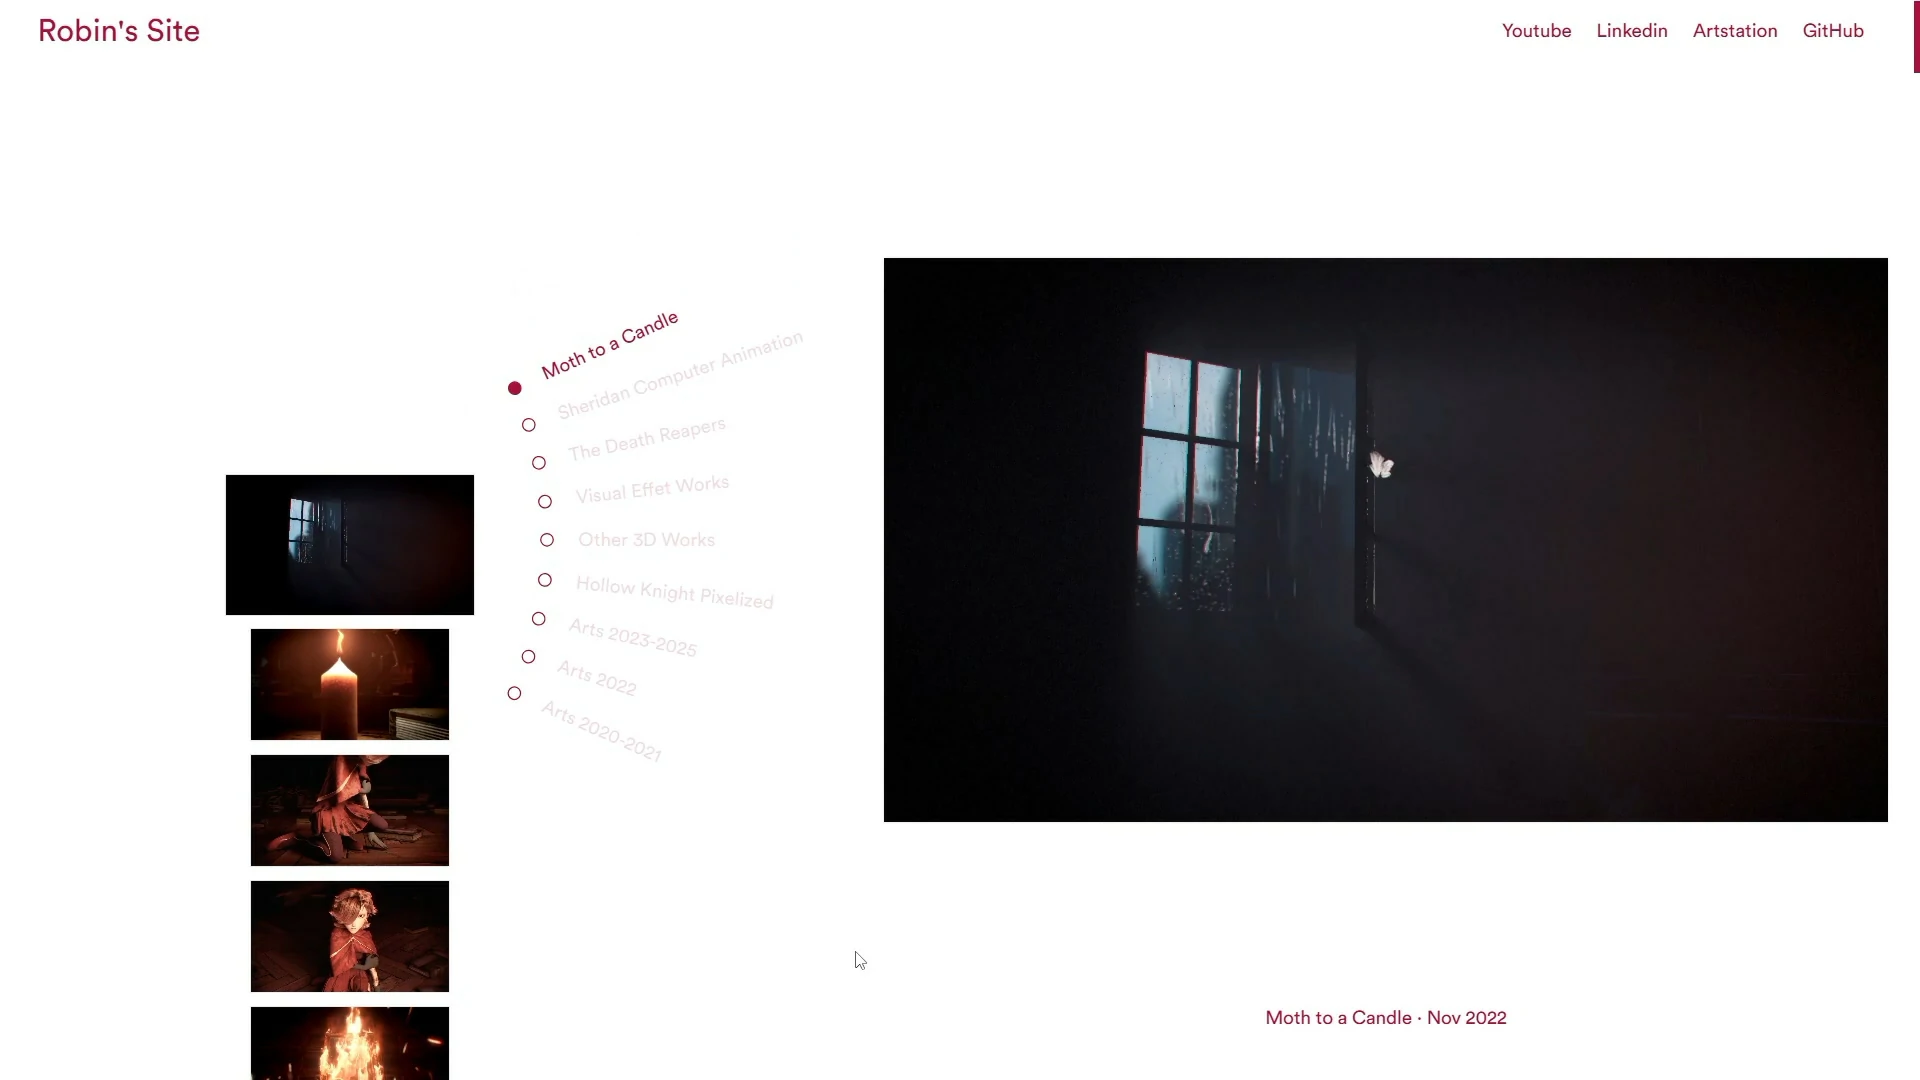 Robin's Site
Youtube Linkedin Artstation GitHub
Moth to a Candle
Sheridan Computer Animation
The Death Reapers
Visual Effet Works
Other 3D Works
Hollow Knight Pixelized
Arts 2023-2025
Arts 2022
Arts 2020-2021
Moth to a Candle · Nov 2022